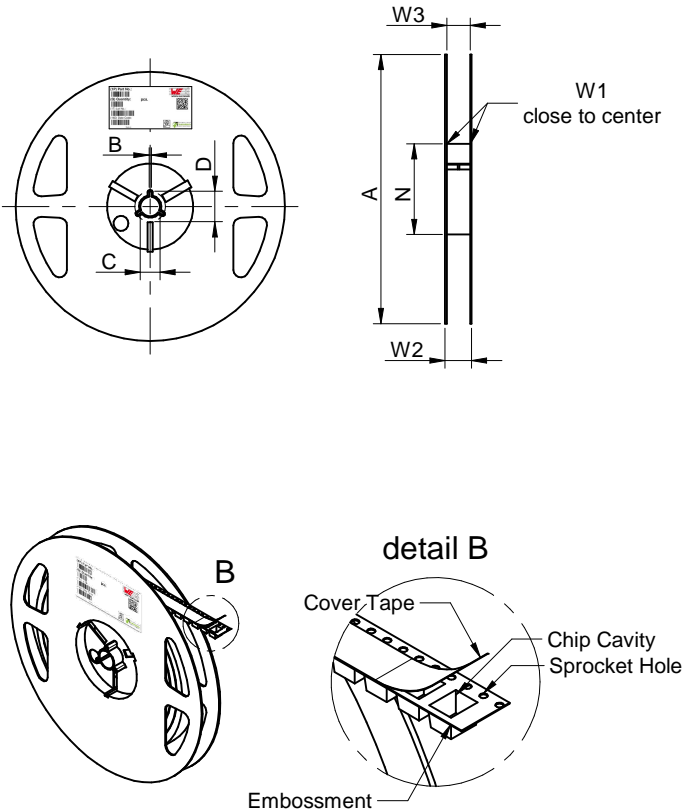 W3
W1
close to center
B
D
A
N
C
W2
B
detail B
Cover Tape
Chip Cavity
Sprocket Hole
Embossment